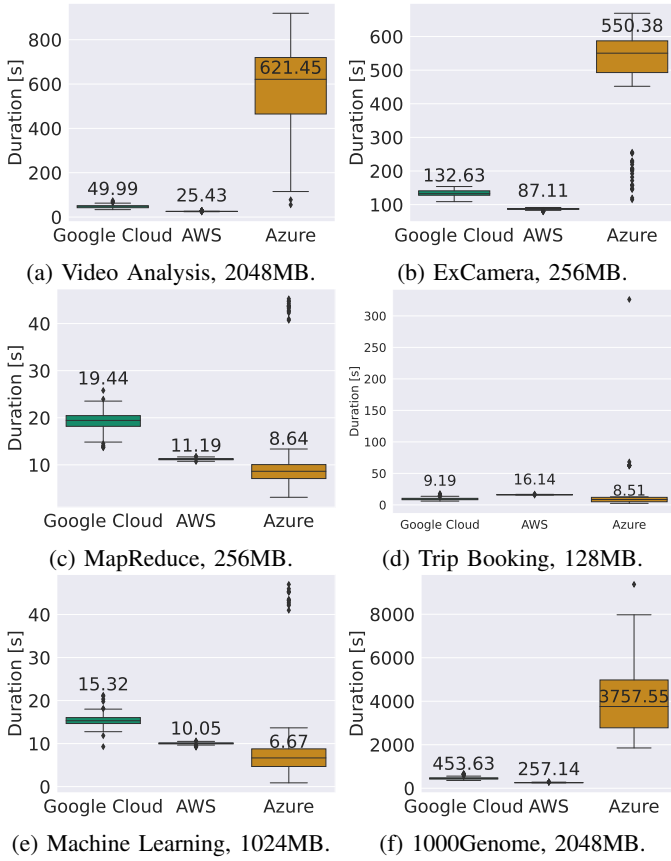 Duration [s]
800
600
400
200
0
49.99
25.43
621.45
Google Cloud AWS Azure
(a) Video Analysis, 2048MB.
Duration [s]
600
500
400
300
200
100
132.63
87.11
550.38
Google Cloud AWS Azure
(b) ExCamera, 256MB.
Duration [s]
40
30
20
10
19.44
11.19
8.64
Google Cloud AWS Azure
(c) MapReduce, 256MB.
Duration [s]
300
250
200
150
100
50
0
9.19
16.14
8.51
Google Cloud AWS Azure
(d) Trip Booking, 128MB.
Duration [s]
40
30
20
10
0
15.32
10.05
6.67
Google Cloud AWS Azure
(e) Machine Learning, 1024MB.
Duration [s]
8000
6000
4000
2000
0
453.63
257.14
3757.55
Google Cloud AWS Azure
(f) 1000Genome, 2048MB.